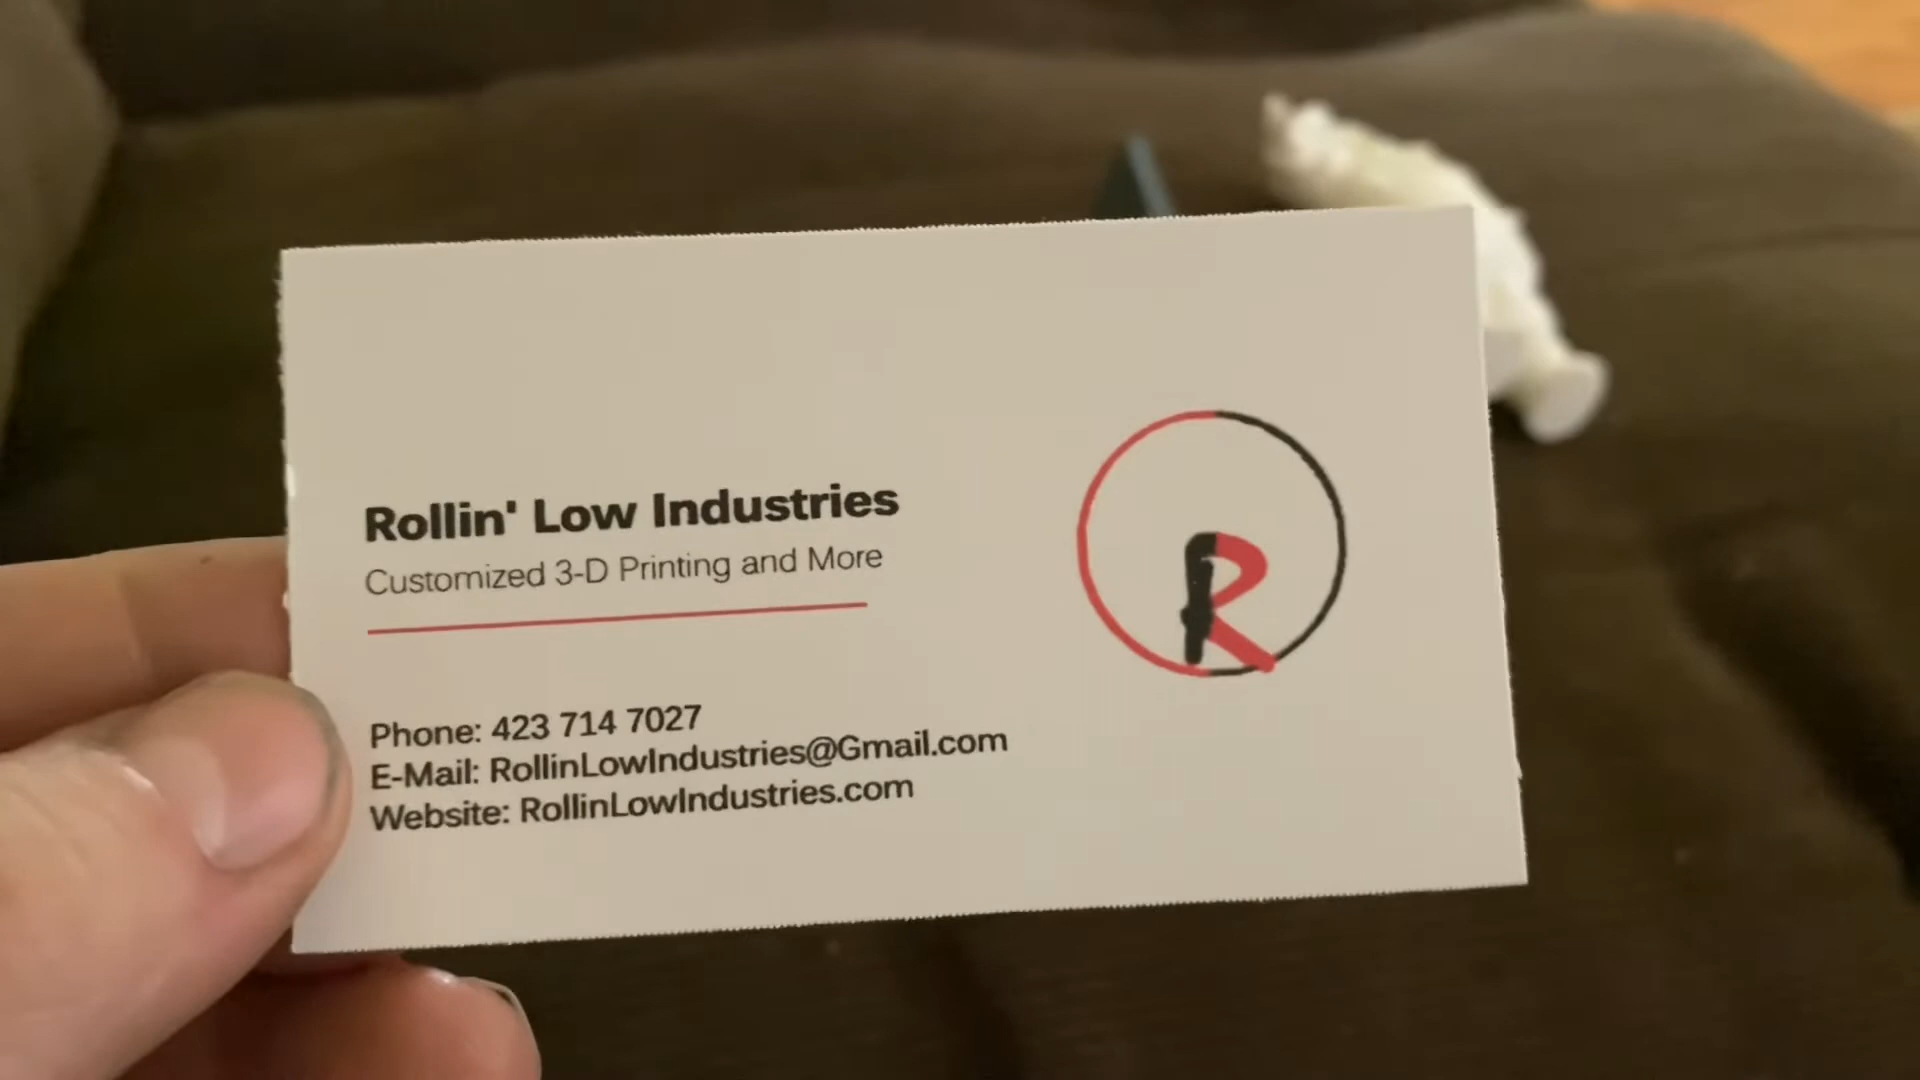 Rollin' Low Industries
Customized 3-D Printing and More
R
Phone: 423 714 7027
E-Mail: RollinLowIndustries@Gmail.com
Website: RollinLowIndustries.com